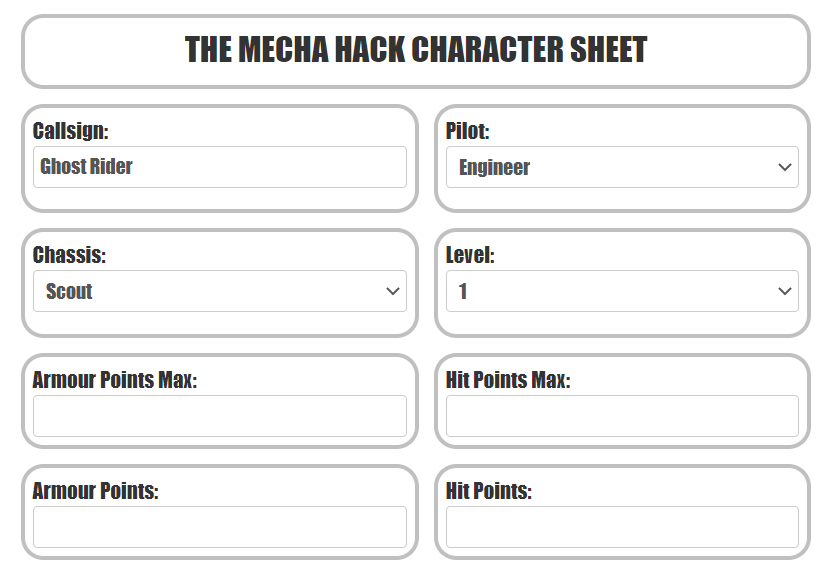 THE MECHA HACK CHARACTER SHEET
Callsign:
Ghost Rider
Pilot:
Engineer
Chassis:
Scout
Level:
1
Armour Points Max:
Hit Points Max:
Armour Points:
Hit Points: